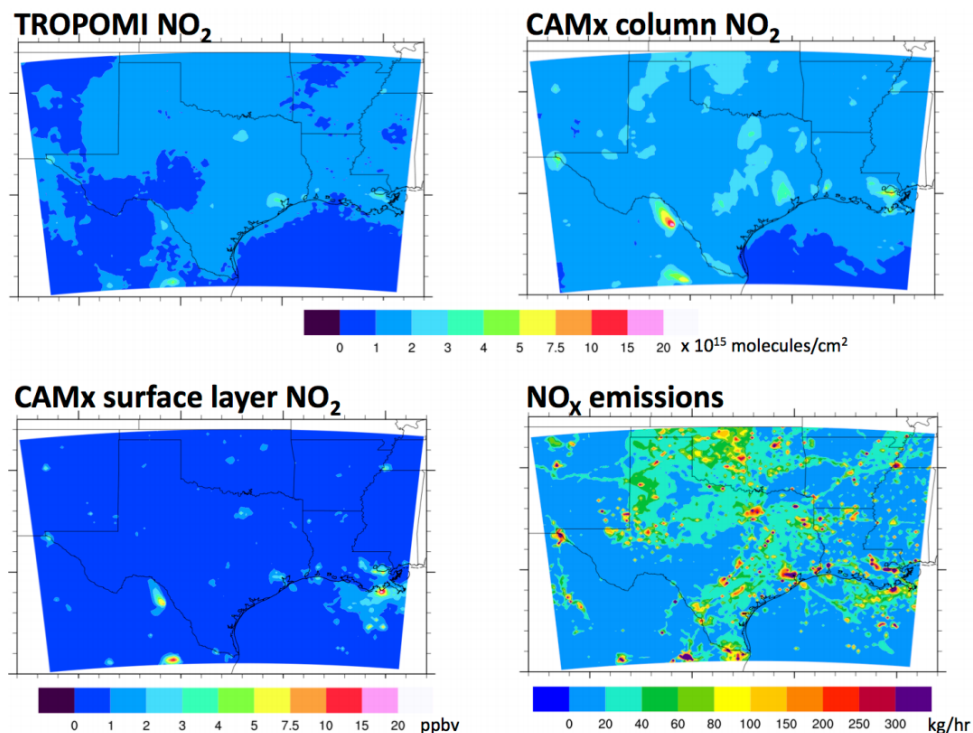 TROPOMI NO₂
CAMx column NO₂
0 1 2 3 4 5 7.5 10 15 20 x 10¹⁵ molecules/cm²
CAMx surface layer NO₂
NOₓ emissions
0 1 2 3 4 5 7.5 10 15 20 ppbv
0 20 40 60 80 100 150 200 250 300 kg/hr